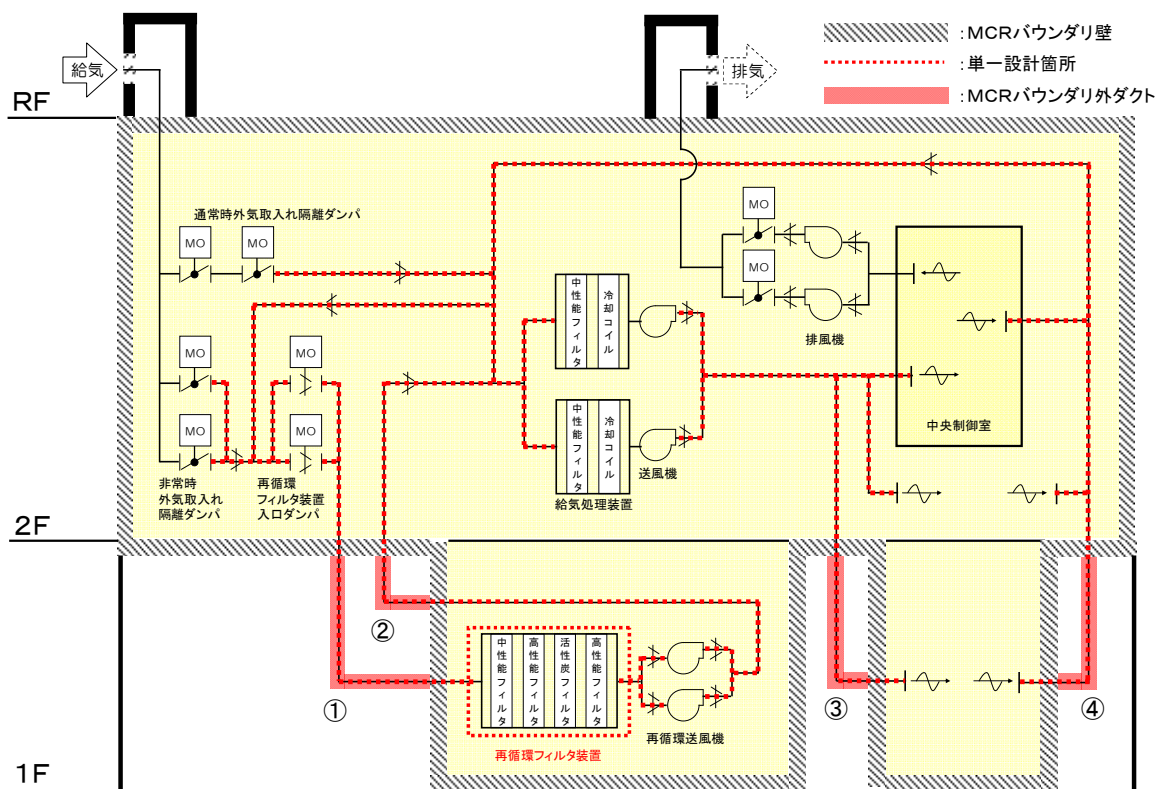 給気
排気
:MCRバウンダリ壁
:単一設計箇所
:MCRバウンダリ外ダクト
RF
通常時外気取入れ隔離ダンパ
MO
MO
MO
MO
中性能フィルタ
冷却コイル
排風機
MO
MO
中央制御室
MO
MO
中性能フィルタ
冷却コイル
送風機
給気処理装置
非常時
外気取入れ
隔離ダンパ
再循環
フィルタ装置
入口ダンパ
2F
①
②
中性能フィルタ
高性能フィルタ
活性炭フィルタ
高性能フィルタ
再循環送風機
再循環フィルタ装置
③
④
1F